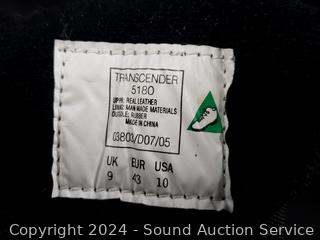 TRANSCENDER
5180
UPPR: REAL LEATHER
LINING: MAN MADE MATERIALS
OUTSOLE: RUBBER
MADE IN CHINA
03803/D07/05
UK EUR USA
9 43 10
Copyright 2024 - Sound Auction Service